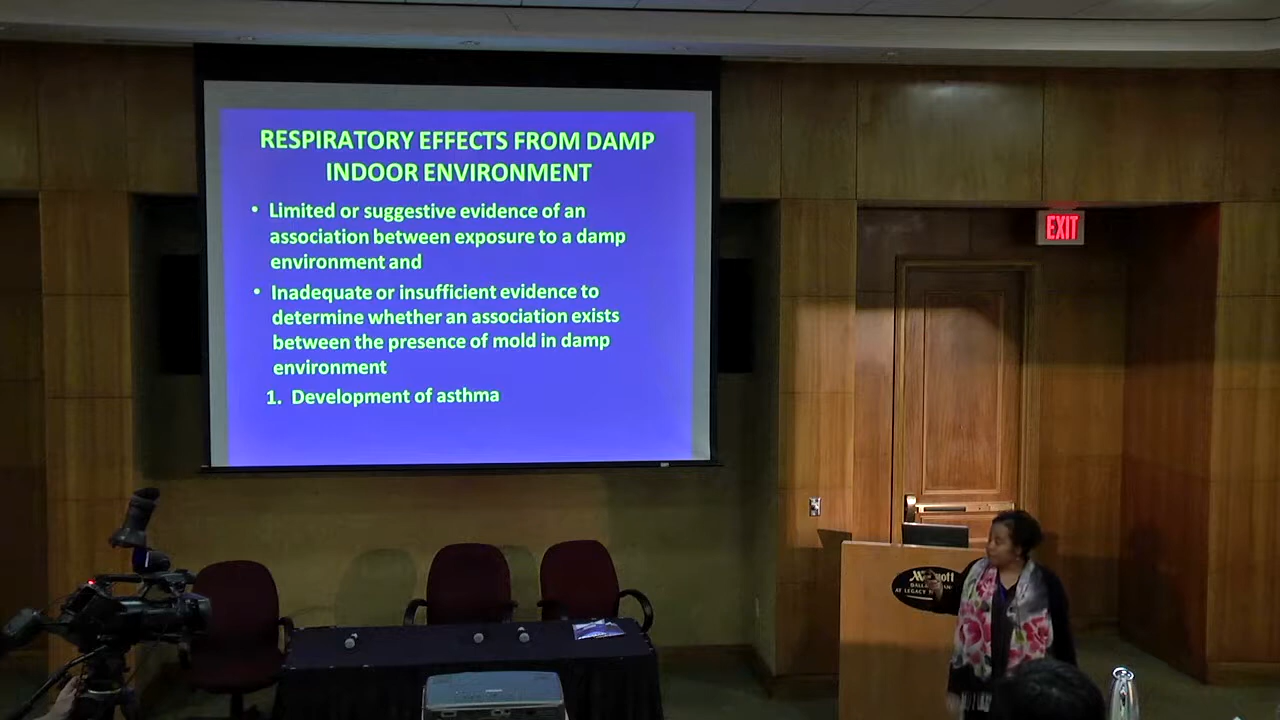 RESPIRATORY EFFECTS FROM DAMP
INDOOR ENVIRONMENT
• Limited or suggestive evidence of an
association between exposure to a damp
environment and
• Inadequate or insufficient evidence to
determine whether an association exists
between the presence of mold in damp
environment
1. Development of asthma
EXIT
AT LEGACY